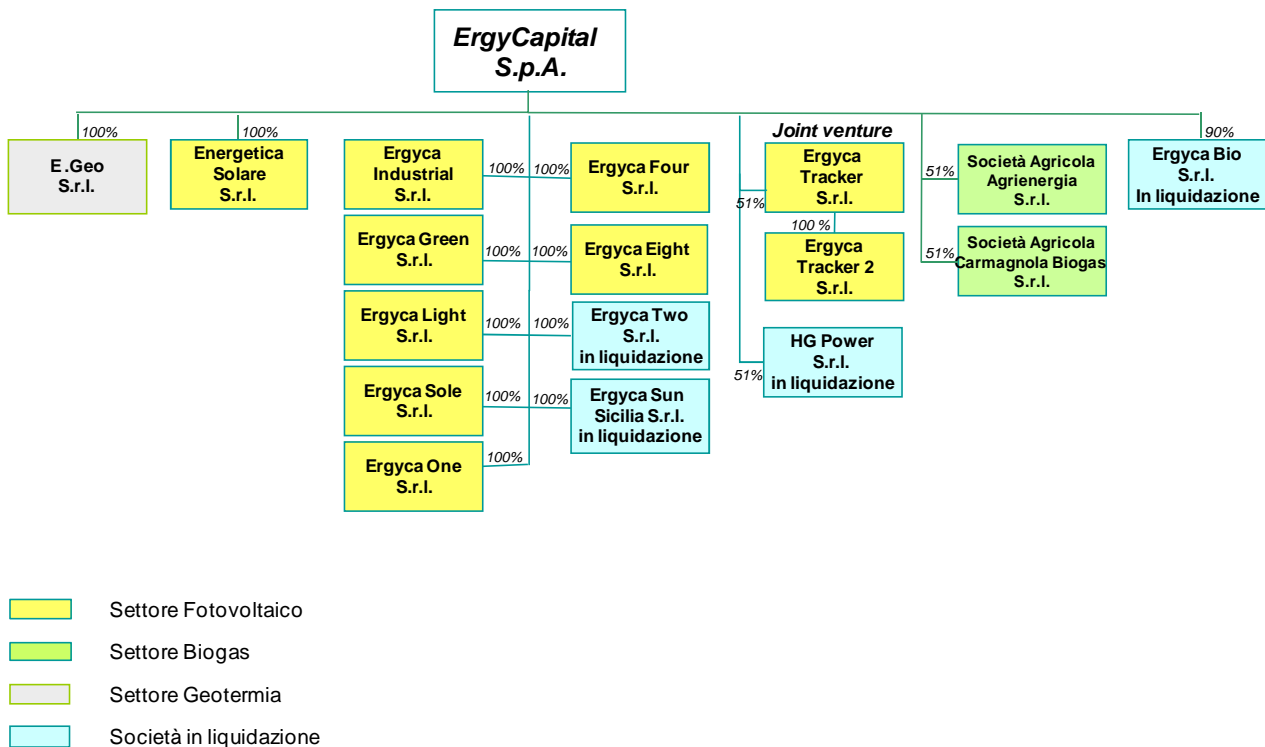 ErgyCapital
S.p.A.
100%
E .Geo
S.r.l.
100%
Energetica
Solare
S.r.l.
Ergyca
Industrial
S.r.l.
100%
100%
Ergyca Four
S.r.l.
Ergyca Green
S.r.l.
100%
100%
Ergyca Eight
S.r.l.
Ergyca Light
S.r.l.
100%
100%
Ergyca Two
S.r.l.
in liquidazione
Ergyca Sole
S.r.l.
100%
100%
Ergyca Sun
Sicilia S.r.l.
in liquidazione
Ergyca One
S.r.l.
100%
Joint venture
Ergyca
Tracker
S.r.l.
51%
100 %
Ergyca
Tracker 2
S.r.l.
HG Power
S.r.l.
in liquidazione
51%
51%
Società Agricola
Agrienergia
S.r.l.
51%
Società Agricola
Carmagnola Biogas
S.r.l.
90%
Ergyca Bio
S.r.l.
In liquidazione
Settore Fotovoltaico
Settore Biogas
Settore Geotermia
Società in liquidazione